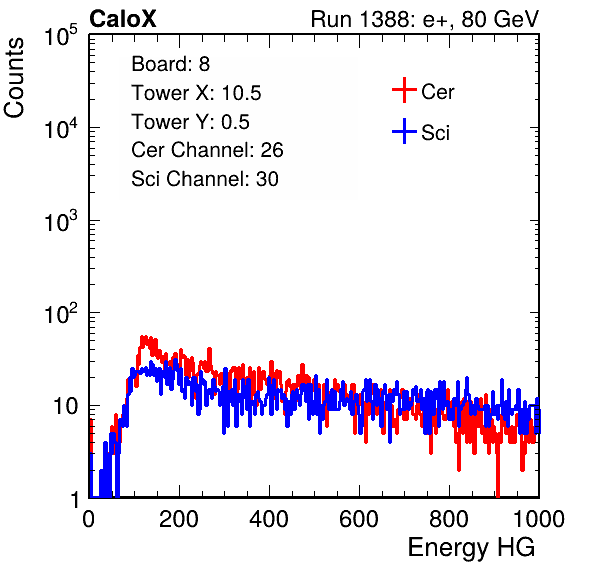 CaloX Run 1388: e+, 80 GeV
Counts
Board: 8
Tower X: 10.5
Tower Y: 0.5
Cer Channel: 26
Sci Channel: 30
Cer
Sci
10^5
10^4
10^3
10^2
10
1
0 200 400 600 800 1000
Energy HG